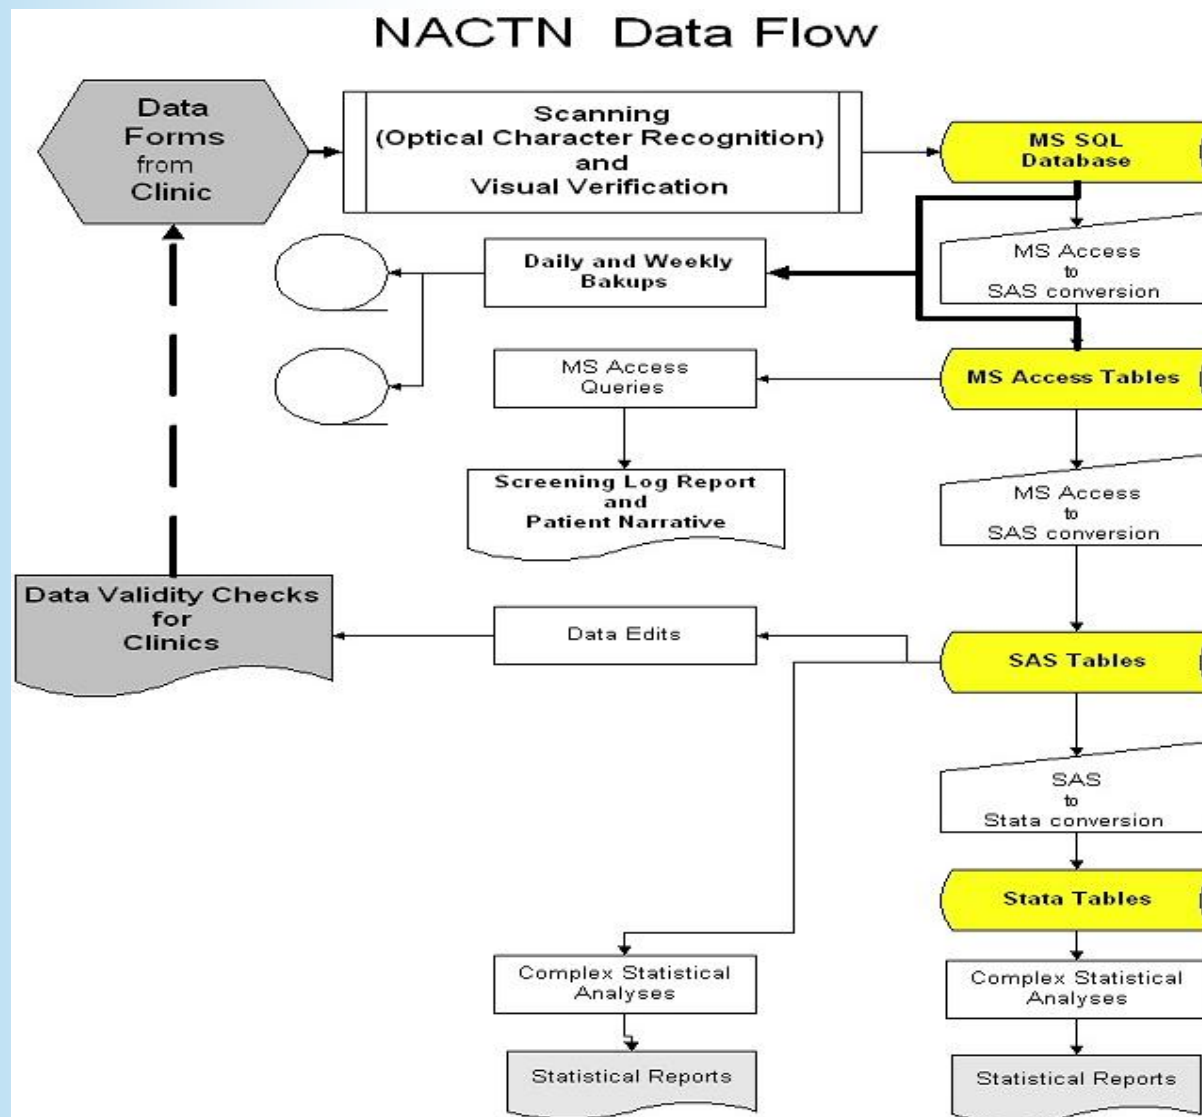 NACTN Data Flow
Data
Forms
from
Clinic
Scanning
(Optical Character Recognition)
and
Visual Verification
MS SQL
Database
MS Access
to
SAS conversion
Daily and Weekly
Bakups
MS Access
Queries
MS Access Tables
Screening Log Report
and
Patient Narrative
MS Access
to
SAS conversion
Data Validity Checks
for
Clinics
Data Edits
SAS Tables
SAS
to
Stata conversion
Stata Tables
Complex Statistical
Analyses
Complex Statistical
Analyses
Statistical Reports
Statistical Reports